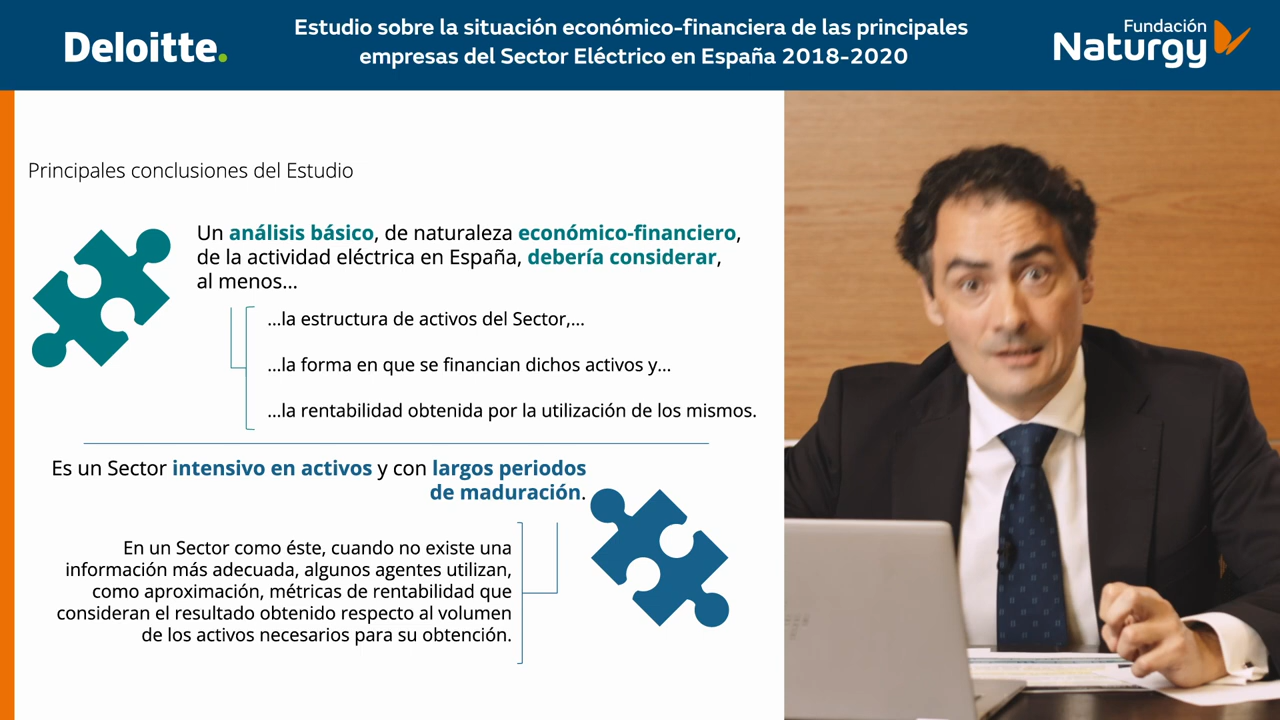 Deloitte.
Estudio sobre la situación económico-financiera de las principales
empresas del Sector Eléctrico en España 2018-2020
Fundación
Naturgy
Principales conclusiones del Estudio
Un análisis básico, de naturaleza económico-financiero,
de la actividad eléctrica en España, debería considerar,
al menos...
...la estructura de activos del Sector,...
...la forma en que se financian dichos activos y...
...la rentabilidad obtenida por la utilización de los mismos.
Es un Sector intensivo en activos y con largos periodos
de maduración.
En un Sector como éste, cuando no existe una
información más adecuada, algunos agentes utilizan,
como aproximación, métricas de rentabilidad que
consideran el resultado obtenido respecto al volumen
de los activos necesarios para su obtención.